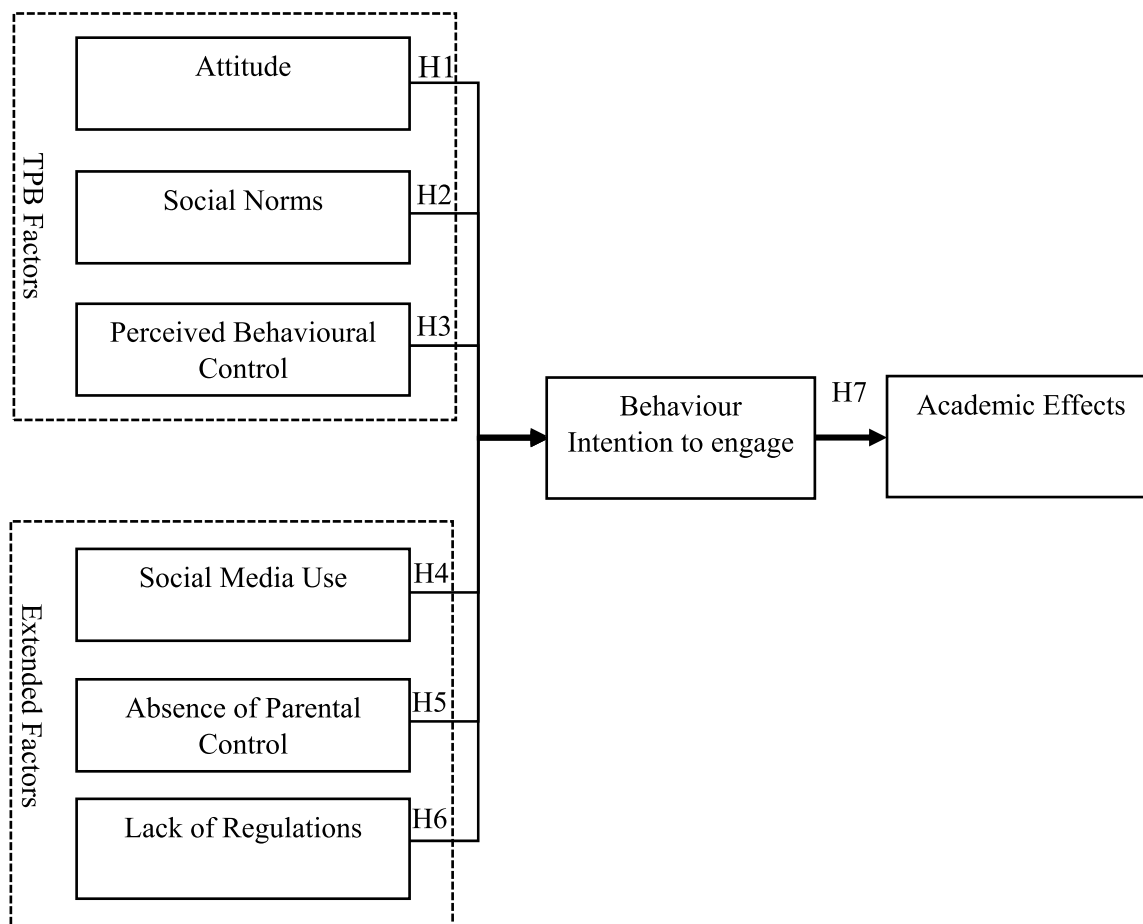 TPB Factors
Attitude
H1
Social Norms
H2
Perceived Behavioural
Control
H3
Behaviour
Intention to engage
H7
Academic Effects
Extended Factors
Social Media Use
H4
Absence of Parental
Control
H5
Lack of Regulations
H6